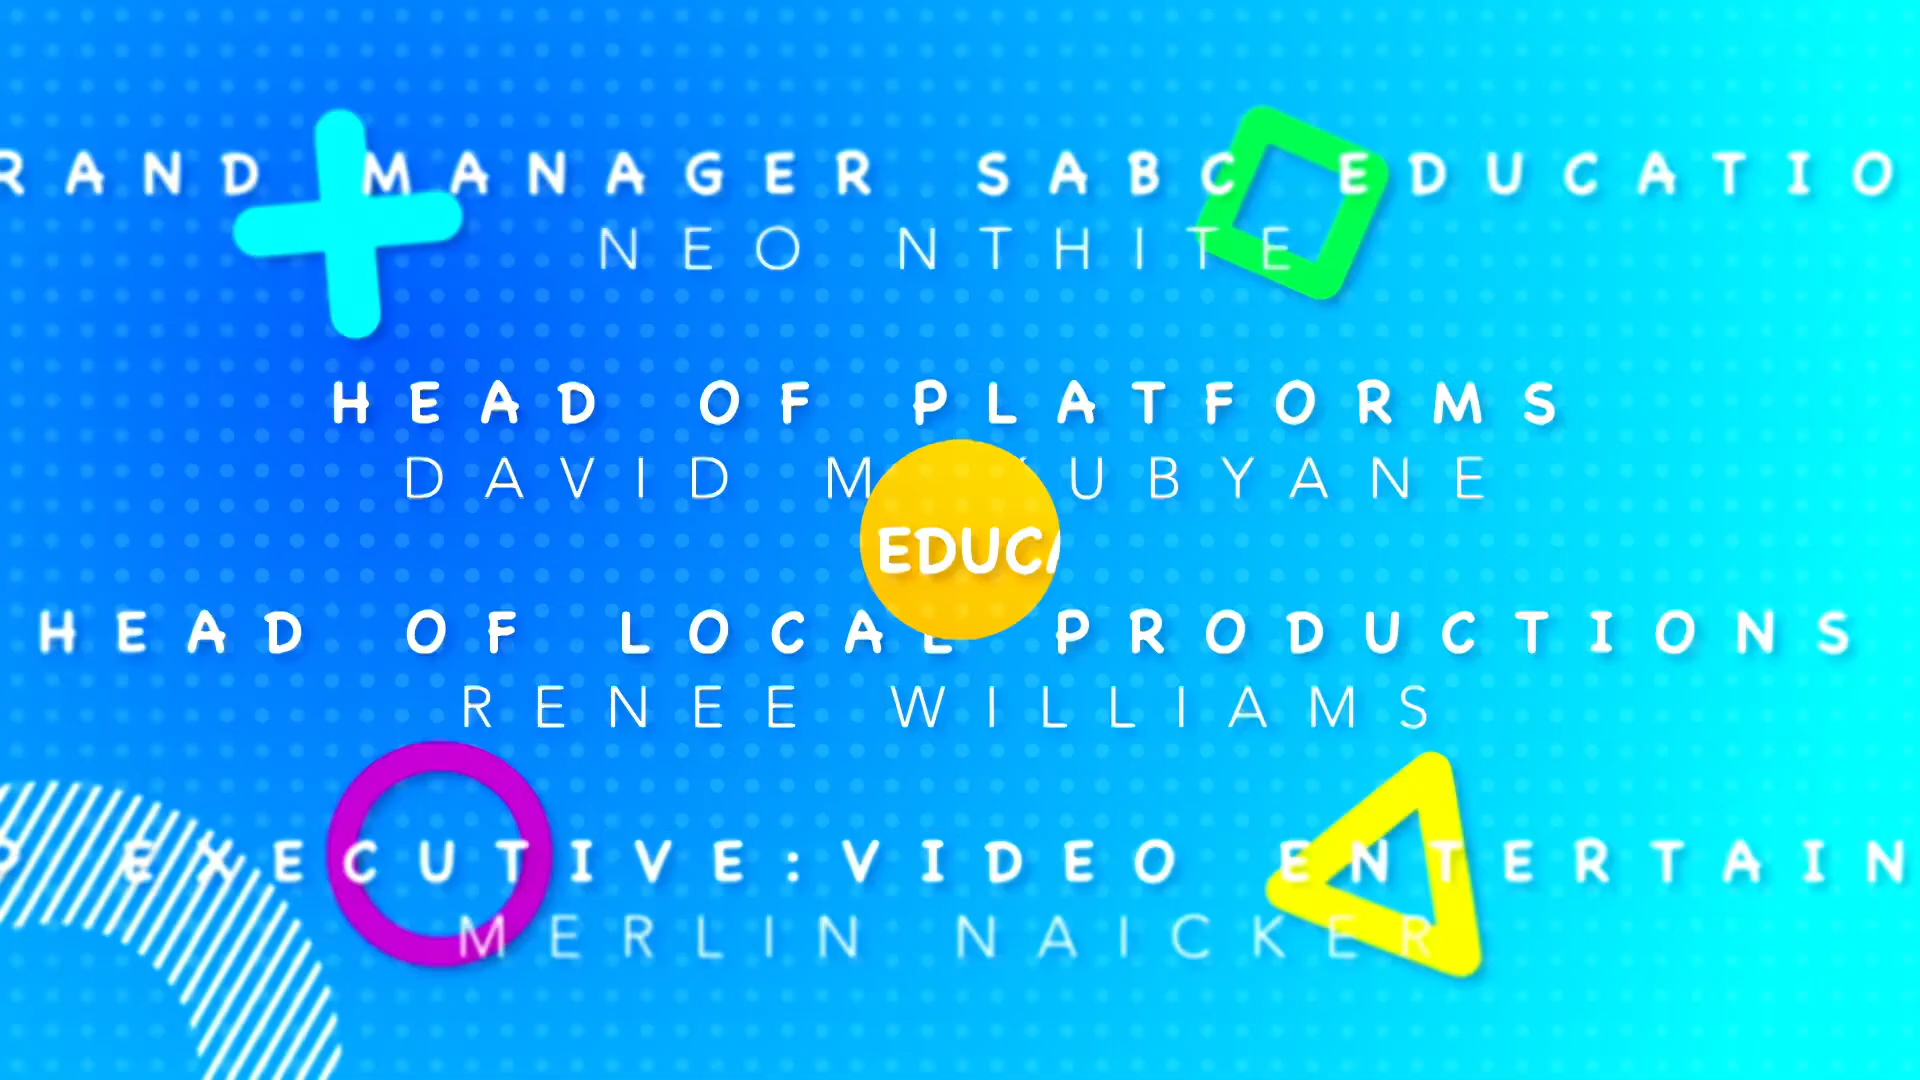 RAND MANAGER SABC EDUCATIO
NEO NTHITE
HEAD OF PLATFORMS
DAVID
EDUC
HEAD OF LOCAL PRODUCTIONS
RENEE WILLIAMS
EXECUTIVE:VIDEO ENTERTAIN
MERLIN NAICKER